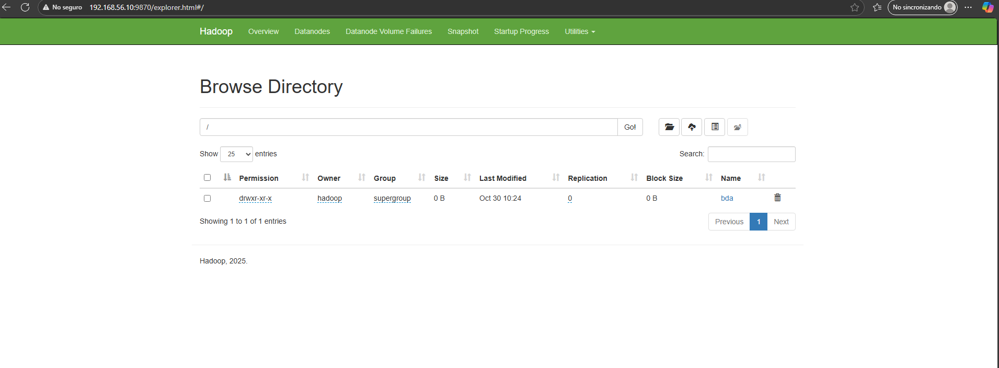 No seguro 192.168.56.10:9870/explorer.html#/ No sincronizando
Hadoop Overview Datanodes Datanode Volume Failures Snapshot Startup Progress Utilities
Browse Directory
/ Go!
Show 25 entries Search:
Permission Owner Group Size Last Modified Replication Block Size Name
drwxr-xr-x hadoop supergroup 0 B Oct 30 10:24 0 0 B bda
Showing 1 to 1 of 1 entries Previous 1 Next
Hadoop, 2025.